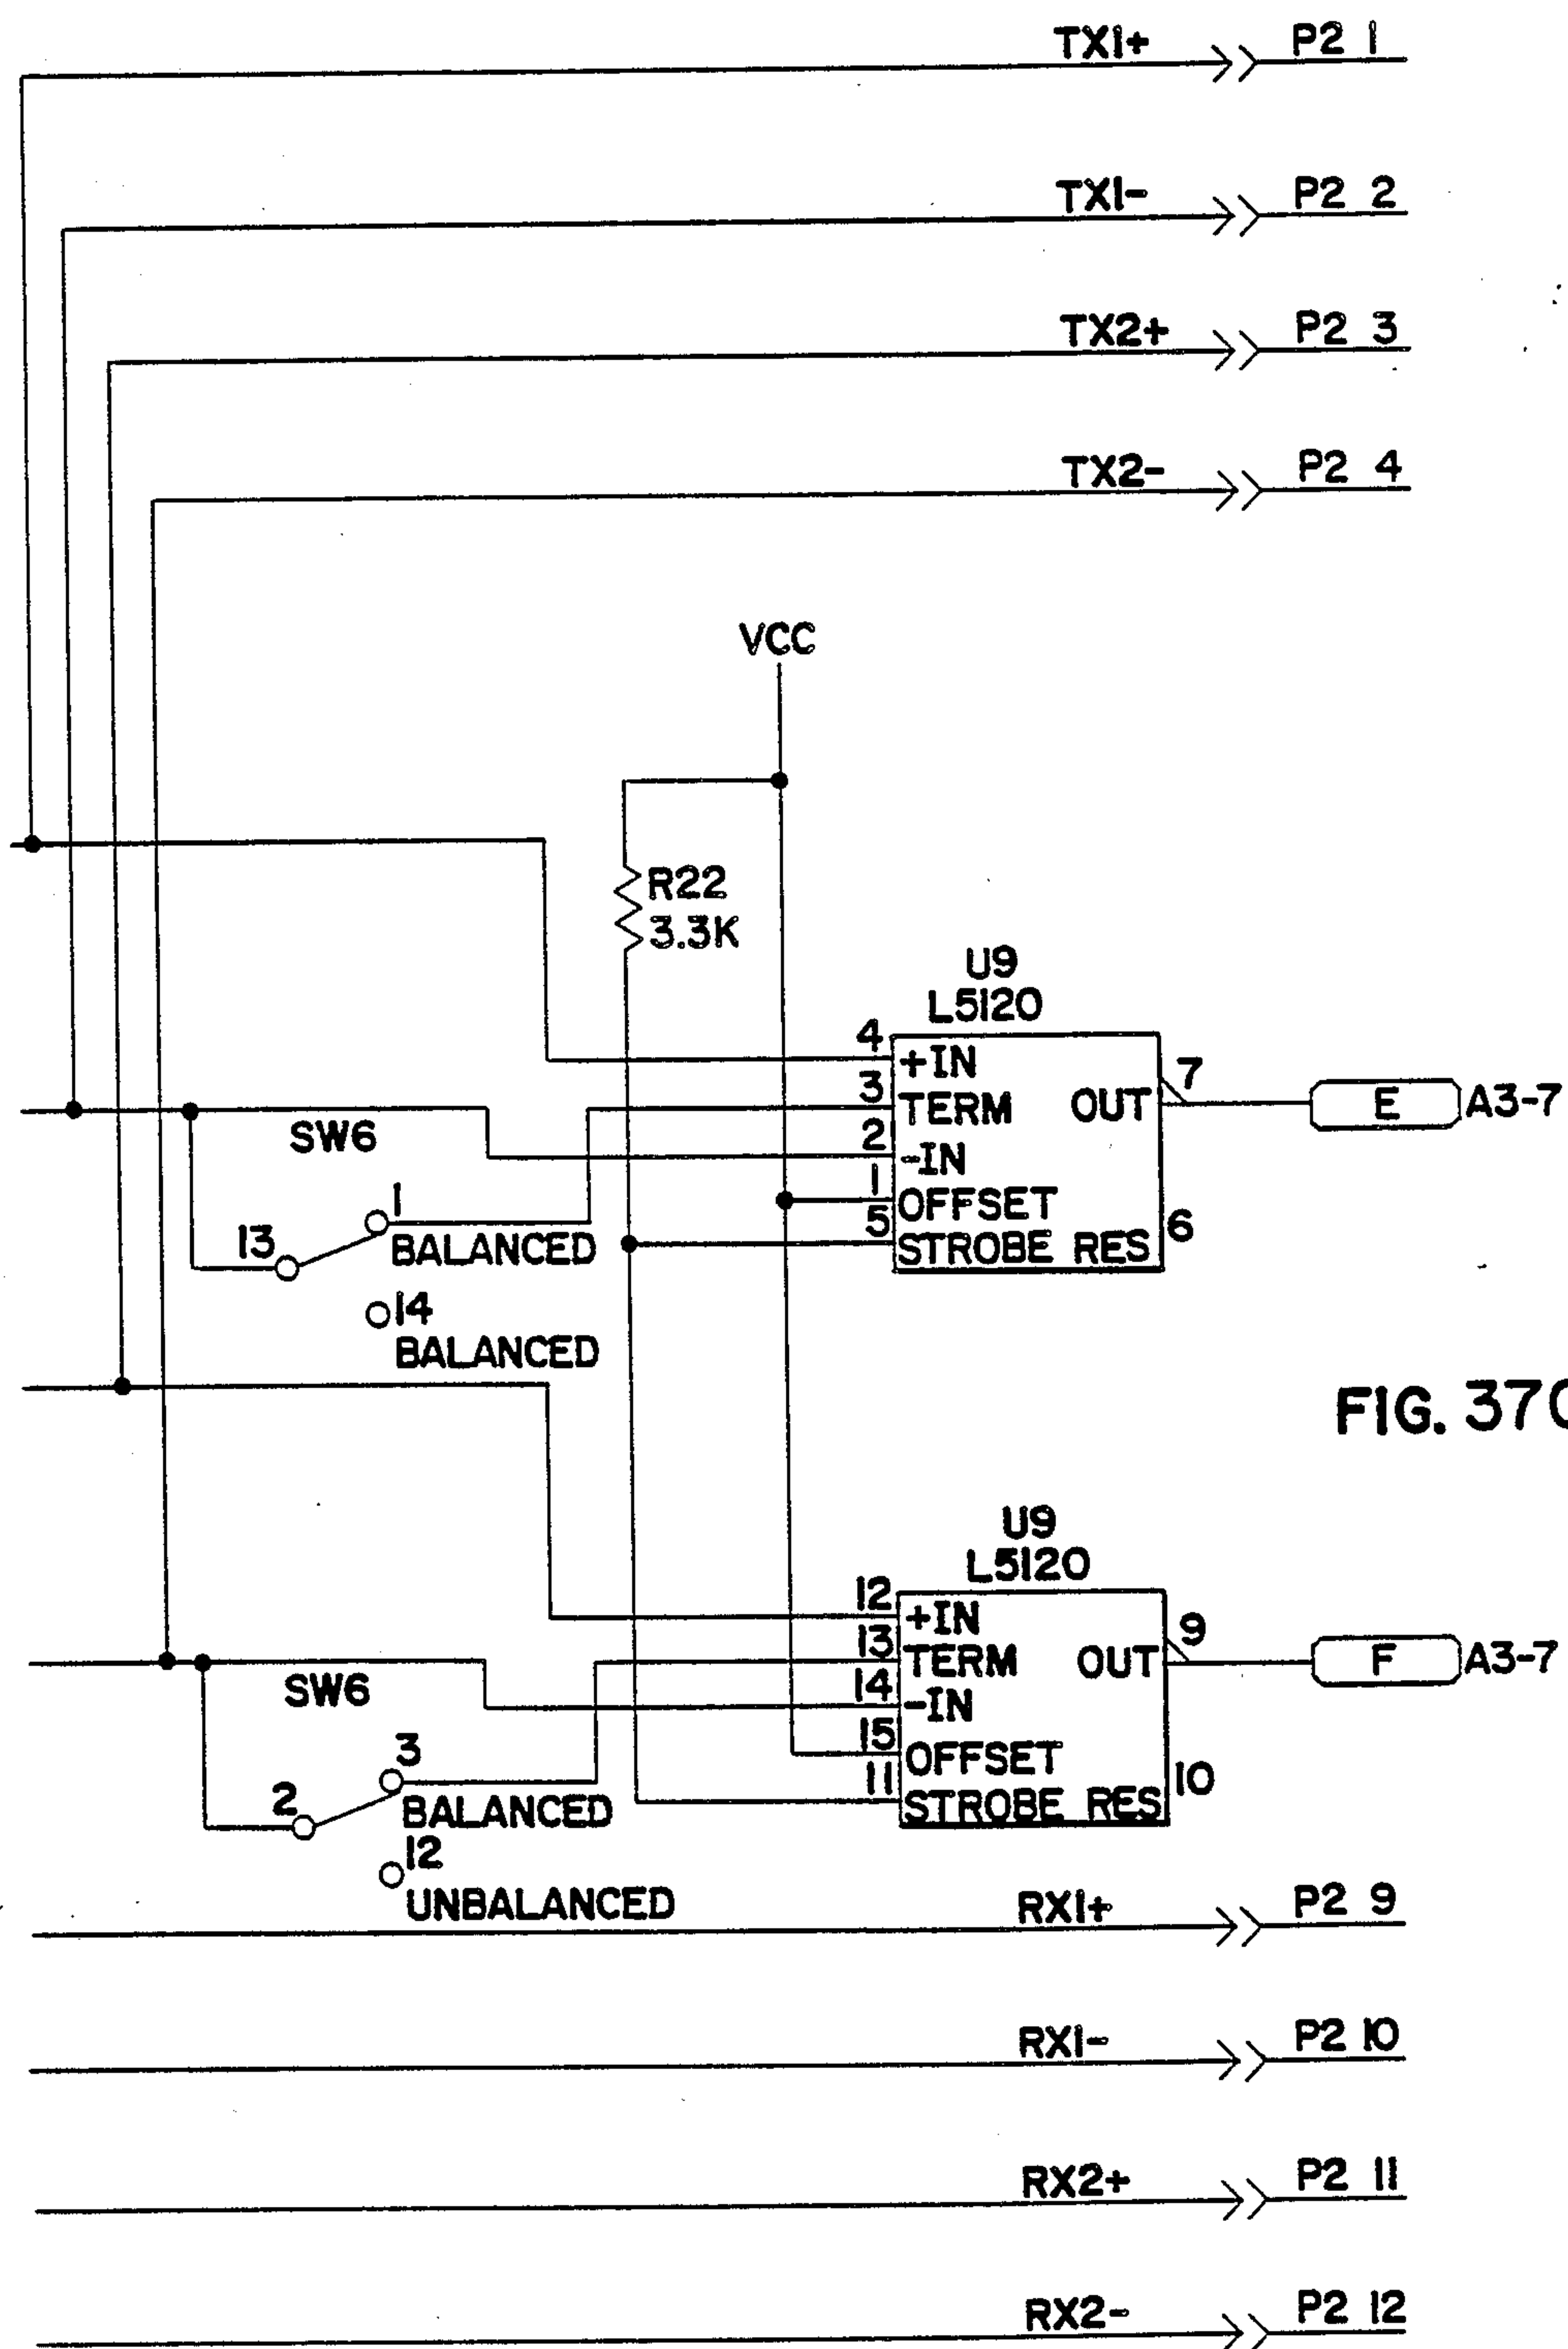 TX1+ P2 1
TX1- P2 2
TX2+ P2 3
TX2- P2 4
VCC
R22
3.3K
U9
L5120
4 +IN
3 TERM OUT 7 E A3-7
2 -IN
1 OFFSET
5 STROBE RES 6
SW6
1
13 BALANCED
14
BALANCED
FIG. 37
U9
L5120
12 +IN
13 TERM OUT 9 F A3-7
14 -IN
15 OFFSET
11 STROBE RES 10
SW6
3
2 BALANCED
12
UNBALANCED
RX1+ P2 9
RX1- P2 10
RX2+ P2 11
RX2- P2 12